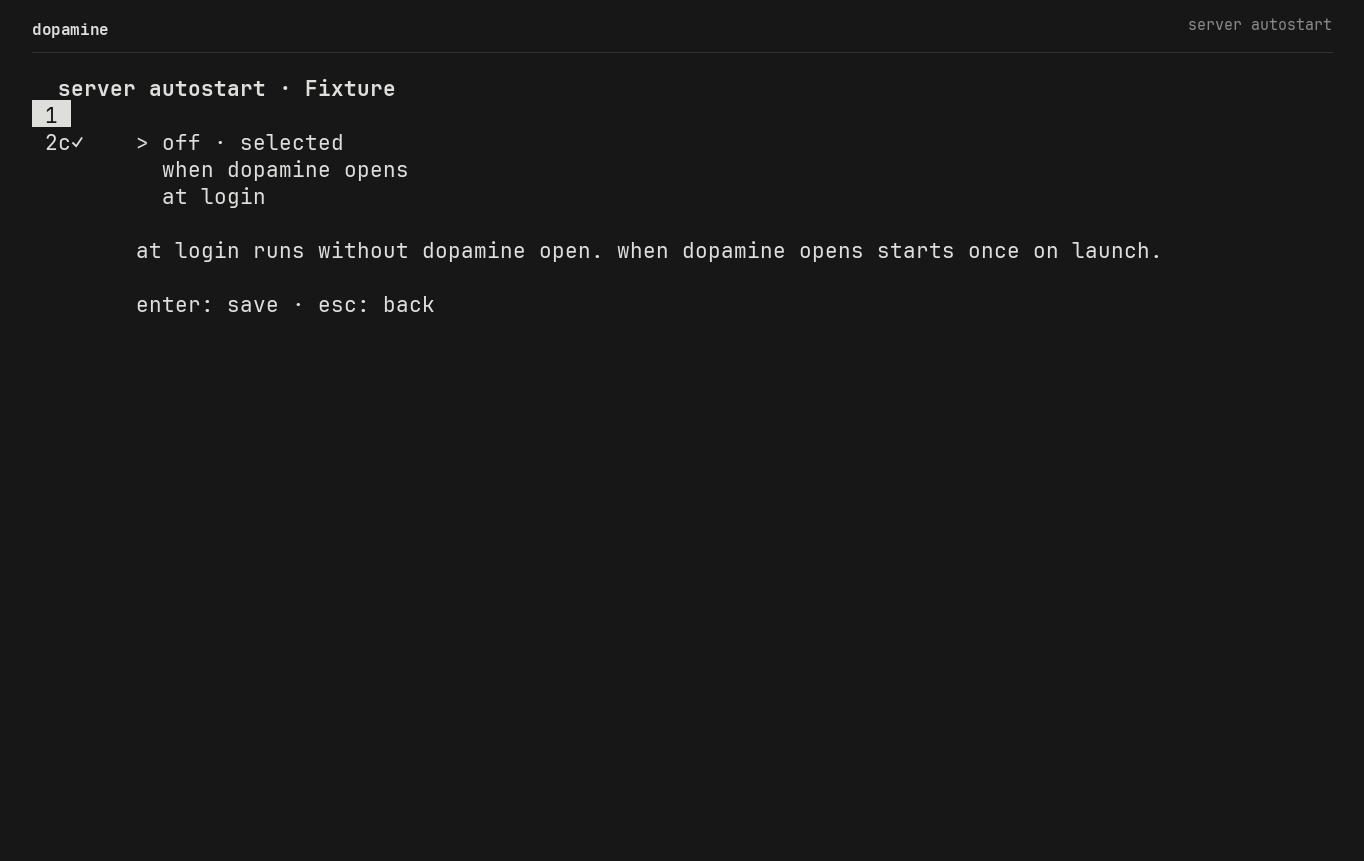 dopamine
server autostart
server autostart · Fixture
1
2c✓ > off · selected
when dopamine opens
at login
at login runs without dopamine open. when dopamine opens starts once on launch.
enter: save · esc: back